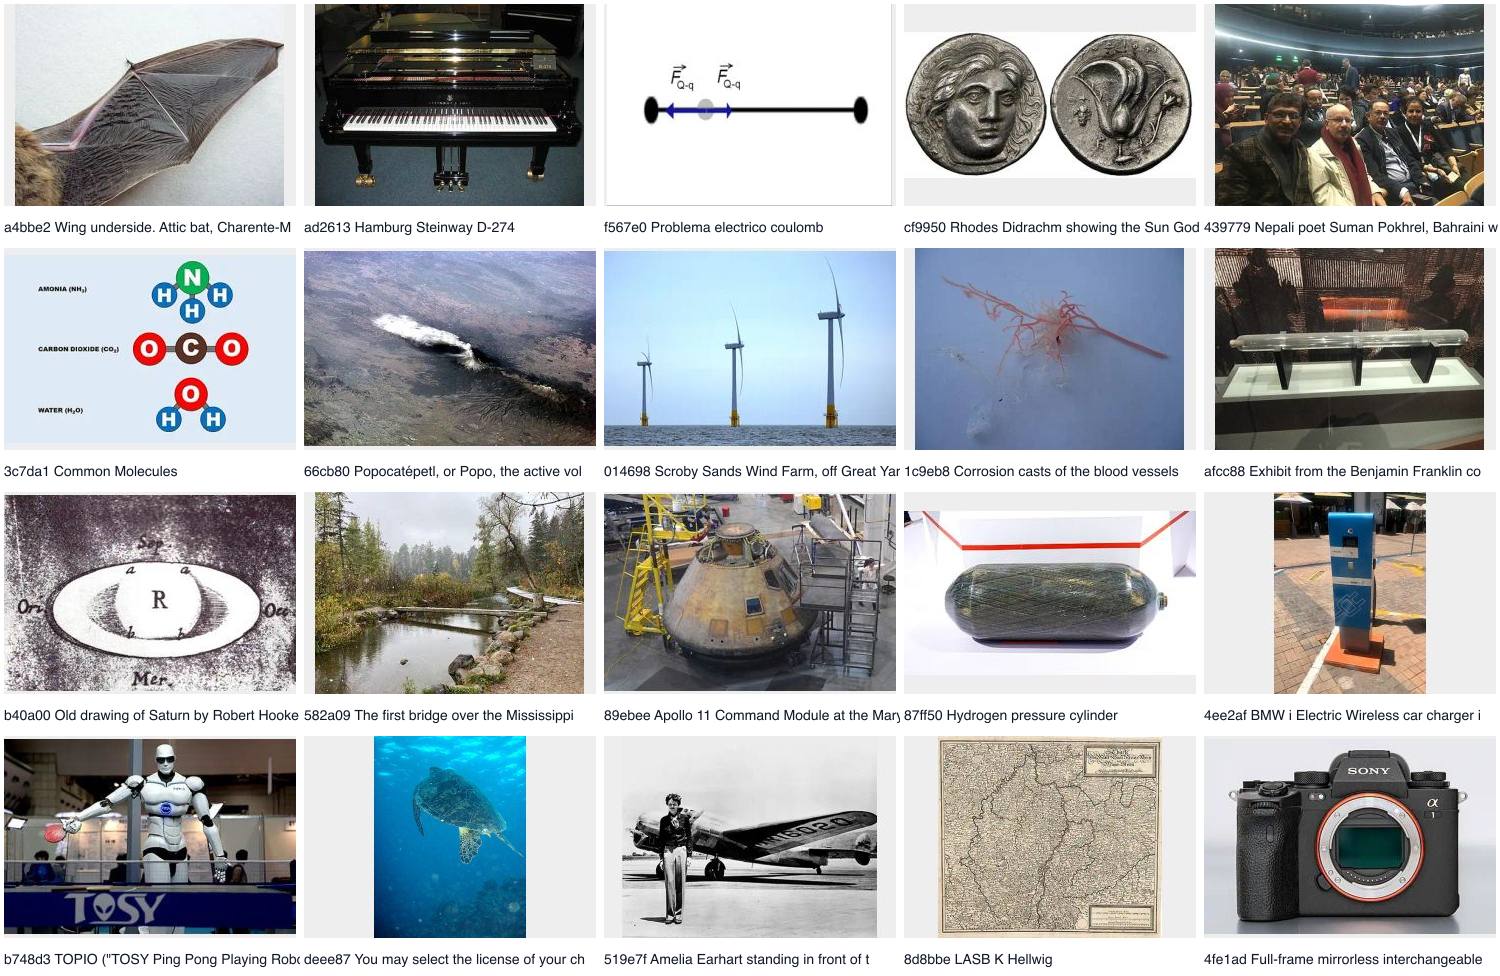 F Q-q F Q-q
a4bbe2 Wing underside. Attic bat, Charente-M
ad2613 Hamburg Steinway D-274
f567e0 Problema electrico coulomb
cf9950 Rhodes Didrachm showing the Sun God
439779 Nepali poet Suman Pokhrel, Bahraini w
AMONIA (NH3)
N
H H
H
CARBON DIOXIDE (CO2)
O C O
WATER (H2O)
O
H H
3c7da1 Common Molecules
66cb80 Popocatépetl, or Popo, the active vol
014698 Scroby Sands Wind Farm, off Great Yar
1c9eb8 Corrosion casts of the blood vessels
afcc88 Exhibit from the Benjamin Franklin co
Sep.
a a
Ori R Occ
b b
Mer.
b40a00 Old drawing of Saturn by Robert Hooke
582a09 The first bridge over the Mississippi
89ebee Apollo 11 Command Module at the Mary
87ff50 Hydrogen pressure cylinder
4ee2af BMW i Electric Wireless car charger i
TOSY
NR16020
SONY
α
1
b748d3 TOPIO ("TOSY Ping Pong Playing Robo
deee87 You may select the license of your ch
519e7f Amelia Earhart standing in front of t
8d8bbe LASB K Hellwig
4fe1ad Full-frame mirrorless interchangeable